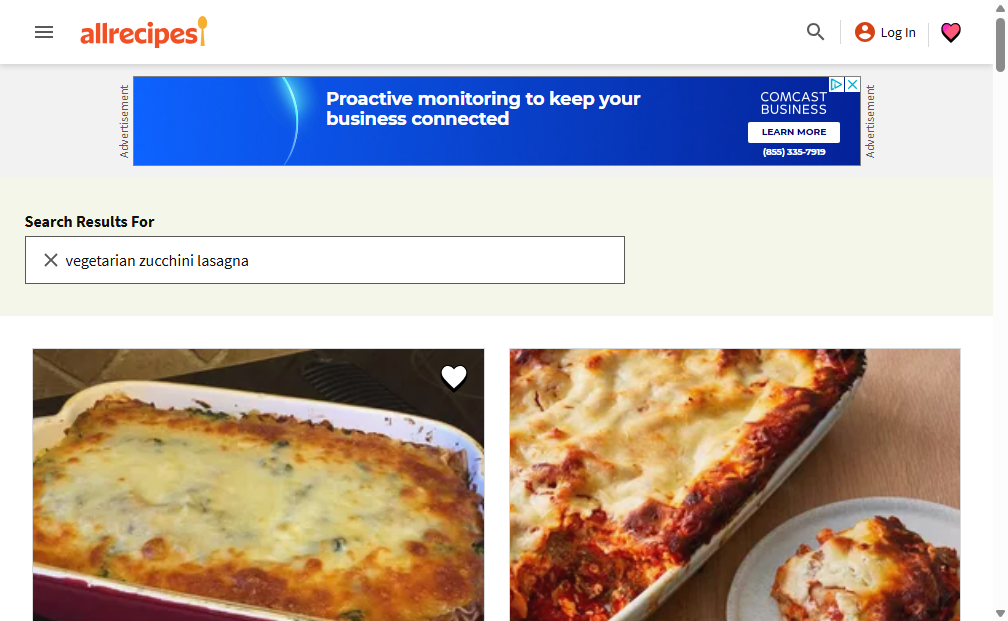 allrecipes
Log In
Advertisement
Proactive monitoring to keep your
business connected
COMCAST
BUSINESS
LEARN MORE
(855) 335-7919
Advertisement
Search Results For
vegetarian zucchini lasagna